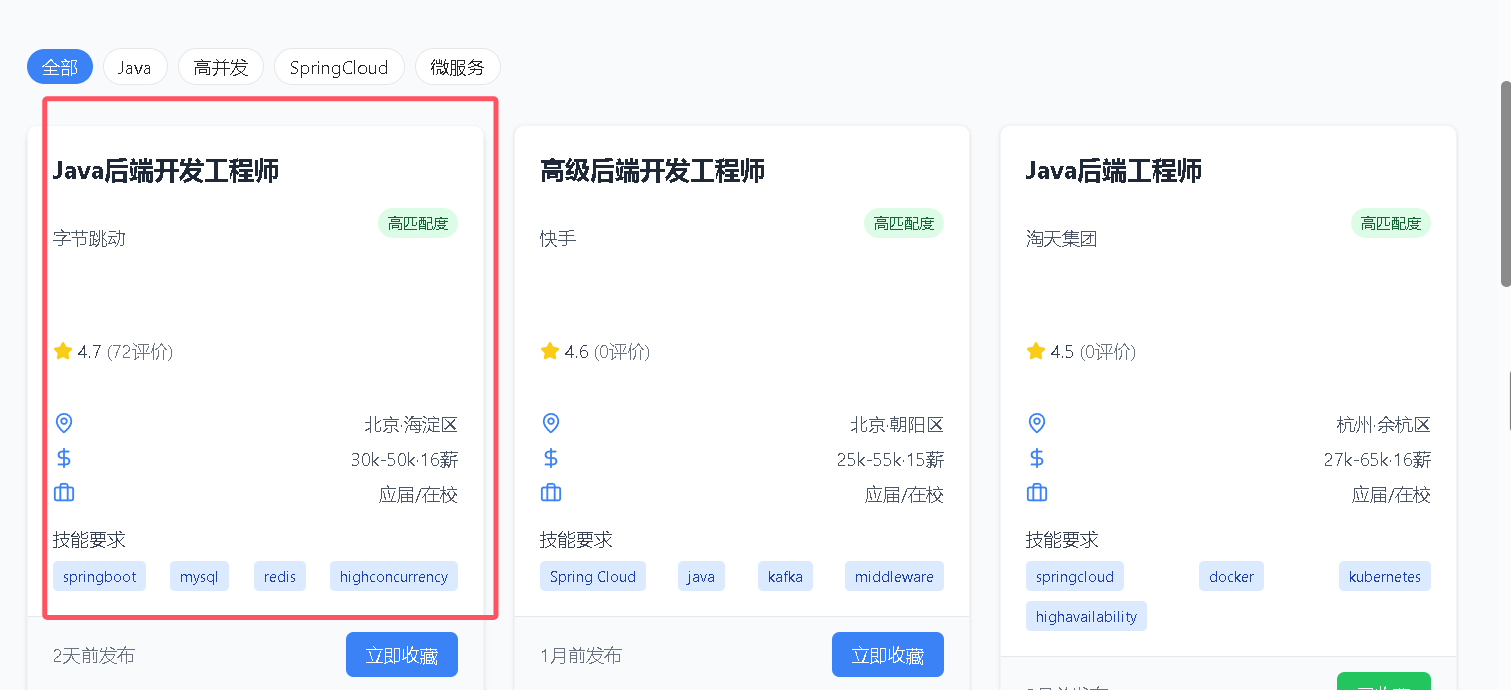 全部 Java 高并发 SpringCloud 微服务
Java后端开发工程师
高匹配度
字节跳动
4.7 (72评价)
北京·海淀区
30k-50k·16薪
应届/在校
技能要求
springboot mysql redis highconcurrency
2天前发布 立即收藏
高级后端开发工程师
高匹配度
快手
4.6 (0评价)
北京·朝阳区
25k-55k·15薪
应届/在校
技能要求
Spring Cloud java kafka middleware
1月前发布 立即收藏
Java后端工程师
高匹配度
淘天集团
4.5 (0评价)
杭州·余杭区
27k-65k·16薪
应届/在校
技能要求
springcloud docker kubernetes
highavailability